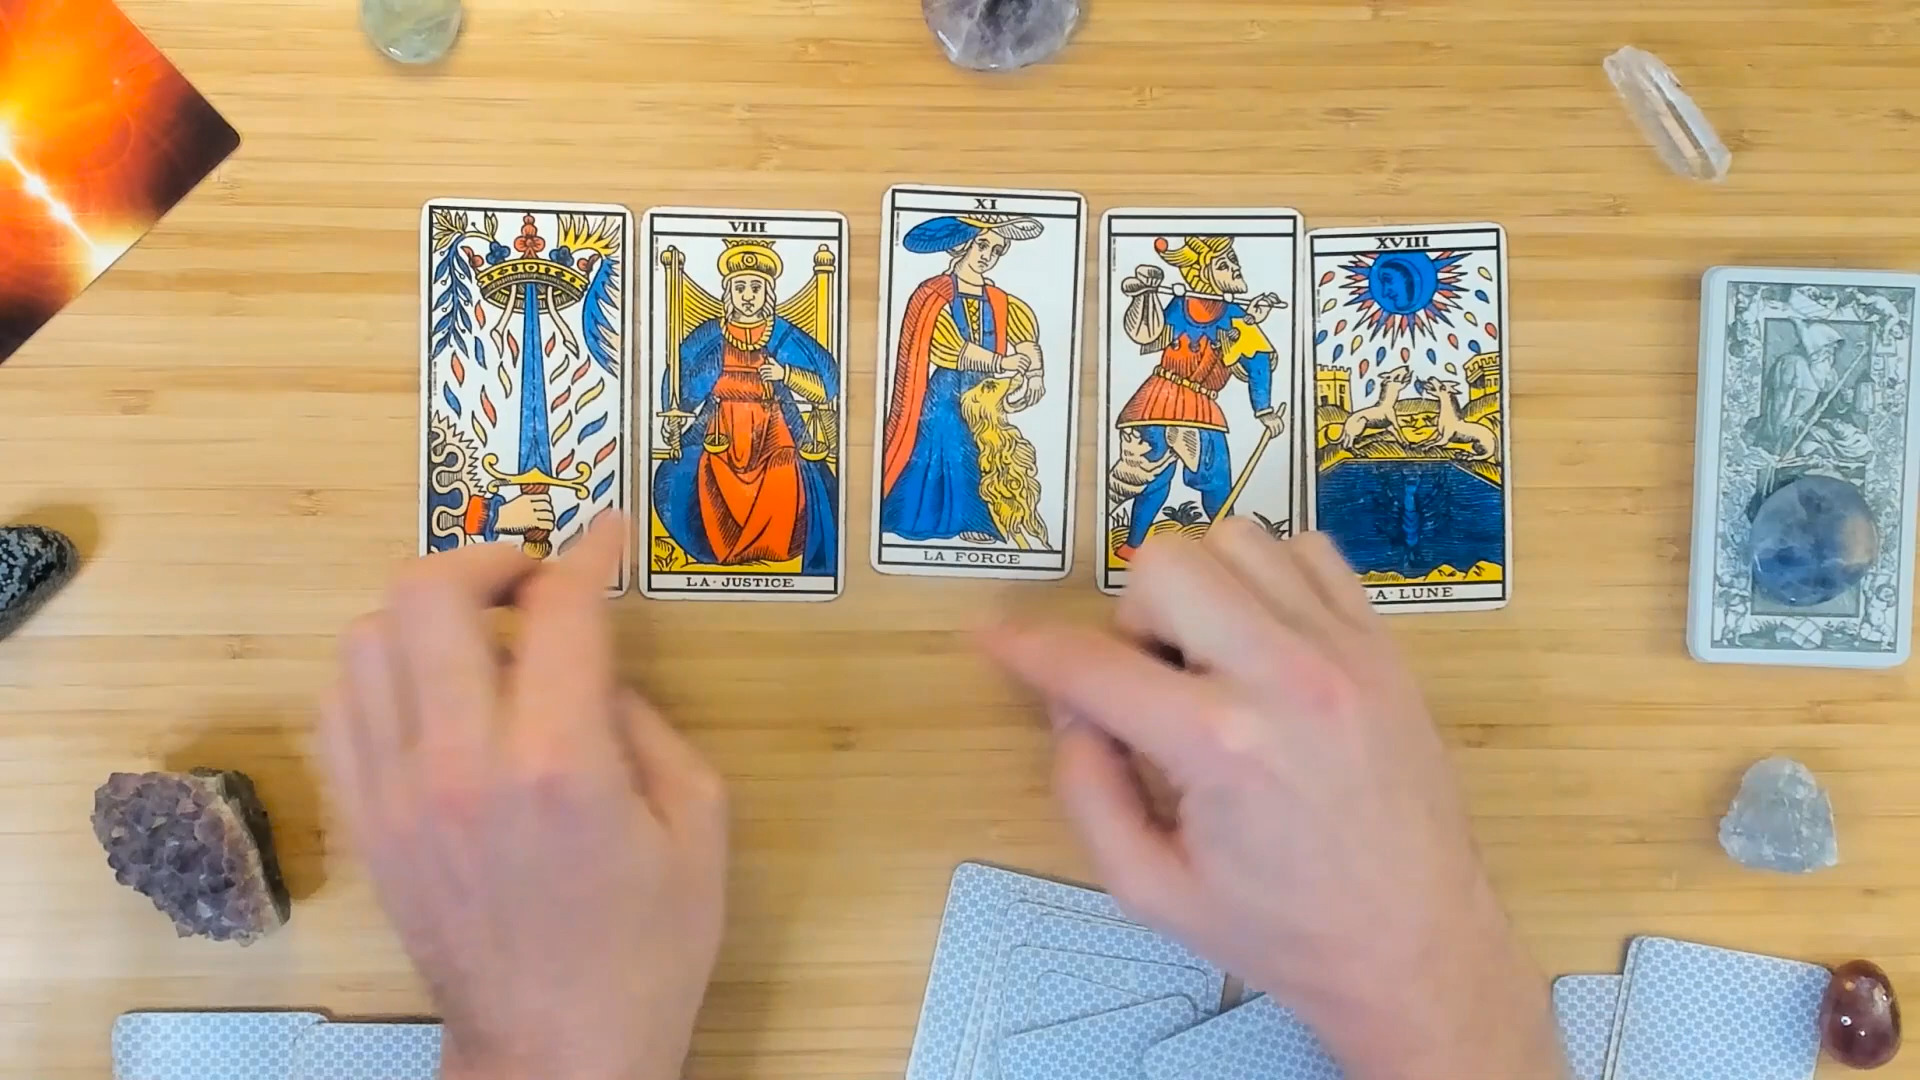 VIII
LA·JUSTICE
XI
LA FORCE
XVIII
LA·LUNE